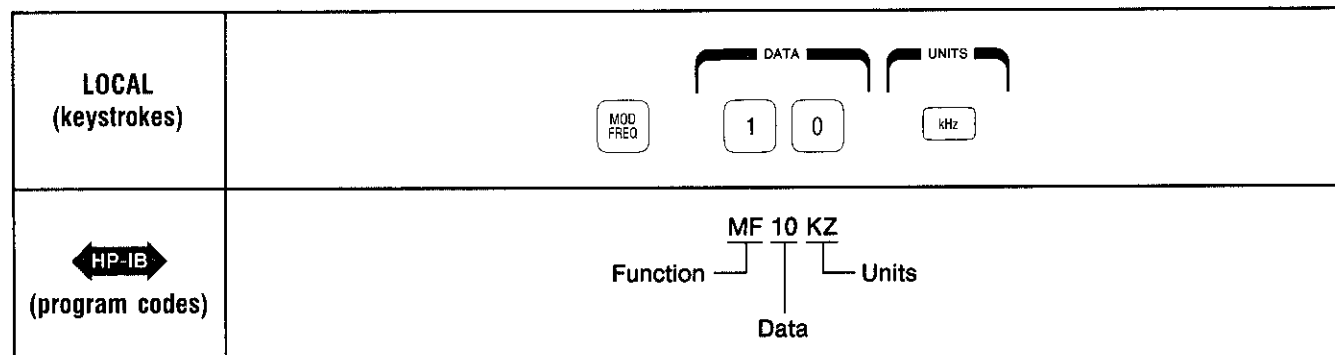 LOCAL
(keystrokes)
DATA UNITS
MOD
FREQ
1 0 kHz
HP-IB
(program codes)
MF 10 KZ
Function Units
Data